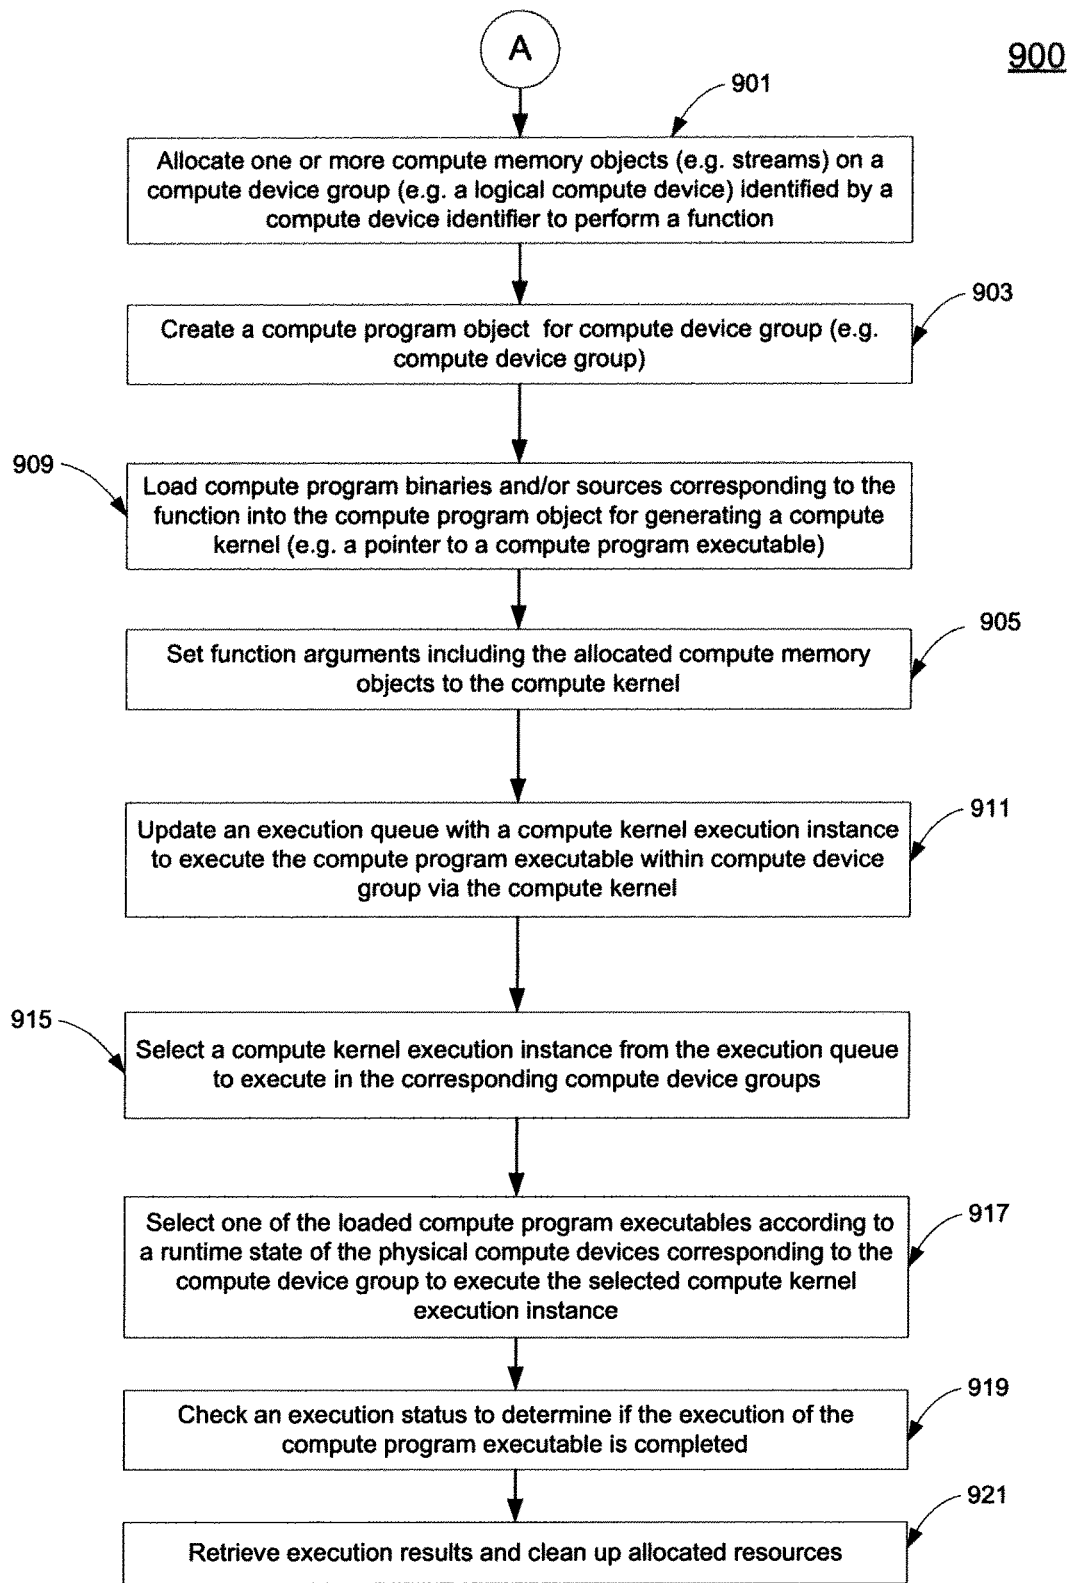 A
900
901
Allocate one or more compute memory objects (e.g. streams) on a
compute device group (e.g. a logical compute device) identified by a
compute device identifier to perform a function
903
Create a compute program object for compute device group (e.g.
compute device group)
909
Load compute program binaries and/or sources corresponding to the
function into the compute program object for generating a compute
kernel (e.g. a pointer to a compute program executable)
905
Set function arguments including the allocated compute memory
objects to the compute kernel
911
Update an execution queue with a compute kernel execution instance
to execute the compute program executable within compute device
group via the compute kernel
915
Select a compute kernel execution instance from the execution queue
to execute in the corresponding compute device groups
917
Select one of the loaded compute program executables according to
a runtime state of the physical compute devices corresponding to the
compute device group to execute the selected compute kernel
execution instance
919
Check an execution status to determine if the execution of the
compute program executable is completed
921
Retrieve execution results and clean up allocated resources